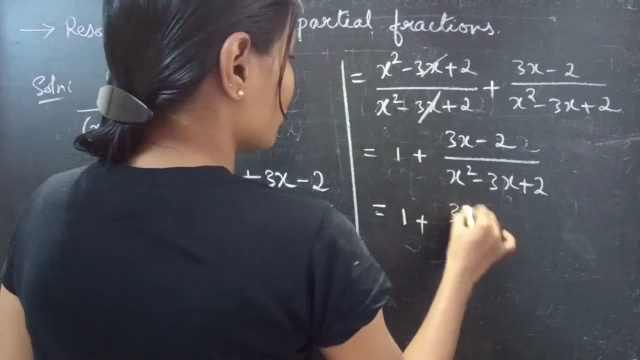 → Reso partial fractions.
Soln:
+ 3x - 2
= x² - 3x + 2 / x² - 3x + 2 + 3x - 2 / x² - 3x + 2
= 1 + 3x - 2 / x² - 3x + 2
= 1 + 3